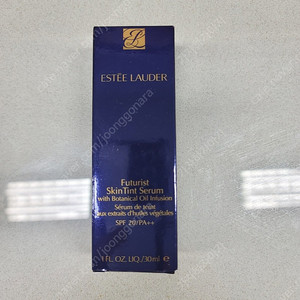 ESTĒE LAUDER
Futurist
SkinTint Serum
with Botanical Oil Infusion
Sérum de teint
aux extraits d'huiles végétales
SPF 20/PA++
1 FL. OZ. LIQ./30ml e
joonggonara